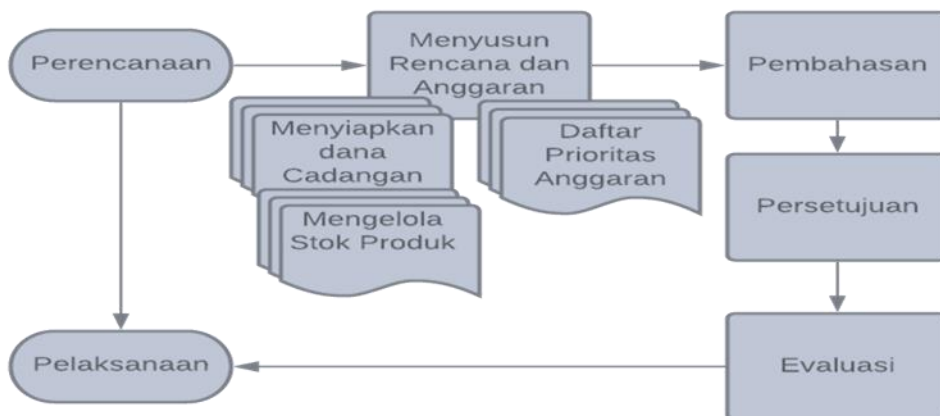 Perencanaan
Menyusun
Rencana dan
Anggaran
Pembahasan
Menyiapkan
dana
Cadangan
Daftar
Prioritas
Anggaran
Mengelola
Stok Produk
Persetujuan
Pelaksanaan
Evaluasi